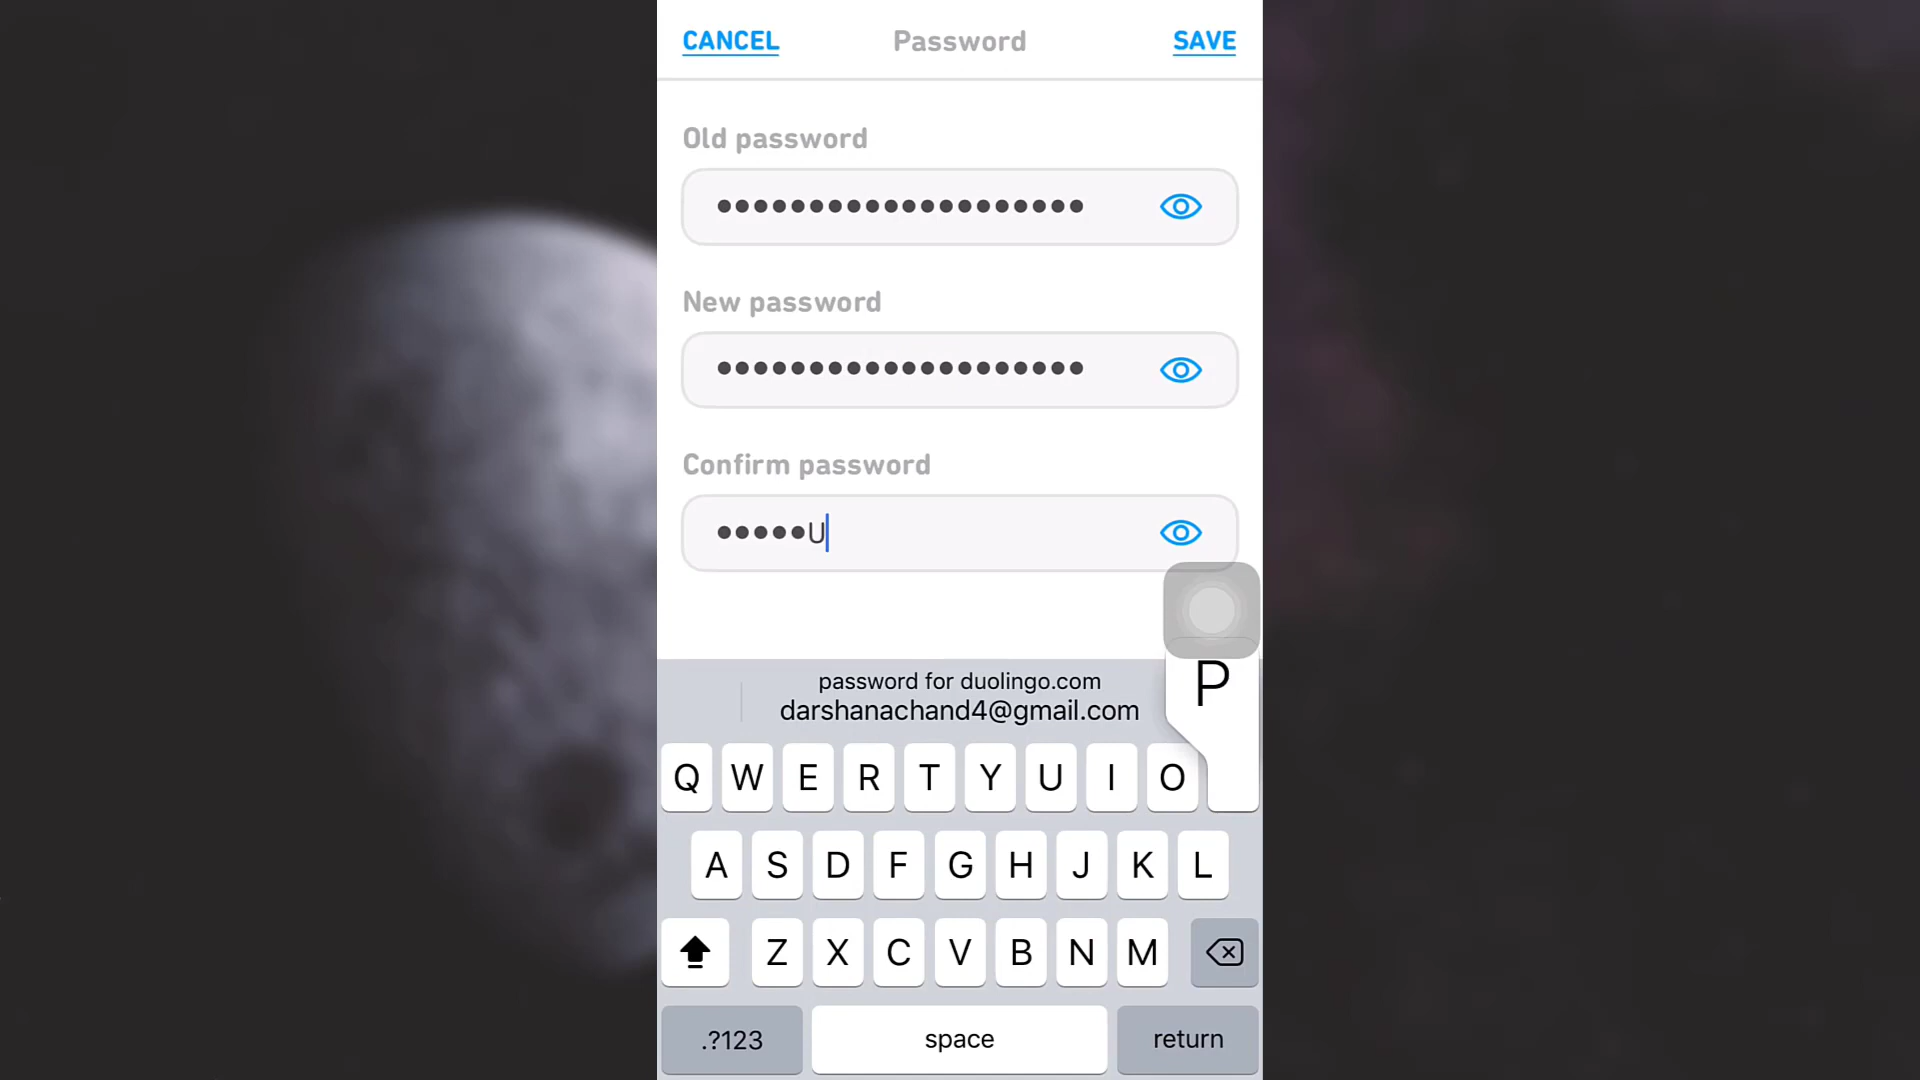 CANCEL Password SAVE
Old password
••••••••••••••••••••
New password
••••••••••••••••••••
Confirm password
•••••U
password for duolingo.com
darshanachand4@gmail.com
P
Q W E R T Y U I O
A S D F G H J K L
Z X C V B N M
.?123 space return